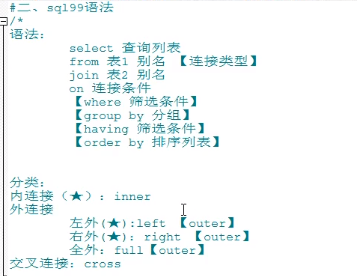 #二、sql99语法
/*
语法:
select 查询列表
from 表1 别名 【连接类型】
join 表2 别名
on 连接条件
【where 筛选条件】
【group by 分组】
【having 筛选条件】
【order by 排序列表】
分类:
内连接(★): inner
外连接
左外(★):left 【outer】
右外(★): right 【outer】
全外: full【outer】
交叉连接: cross